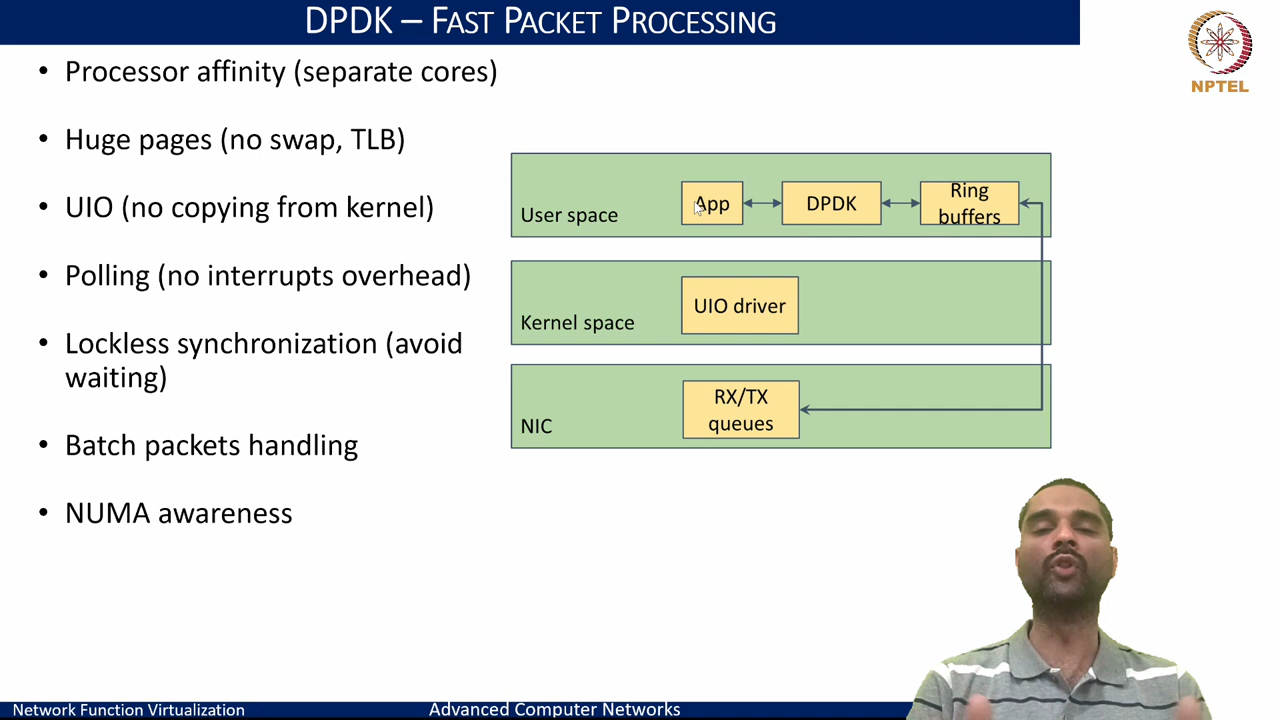 DPDK – FAST PACKET PROCESSING
NPTEL
• Processor affinity (separate cores)
• Huge pages (no swap, TLB)
• UIO (no copying from kernel)
• Polling (no interrupts overhead)
• Lockless synchronization (avoid
waiting)
• Batch packets handling
• NUMA awareness
User space
App
DPDK
Ring
buffers
Kernel space
UIO driver
NIC
RX/TX
queues
Network Function Virtualization
Advanced Computer Networks